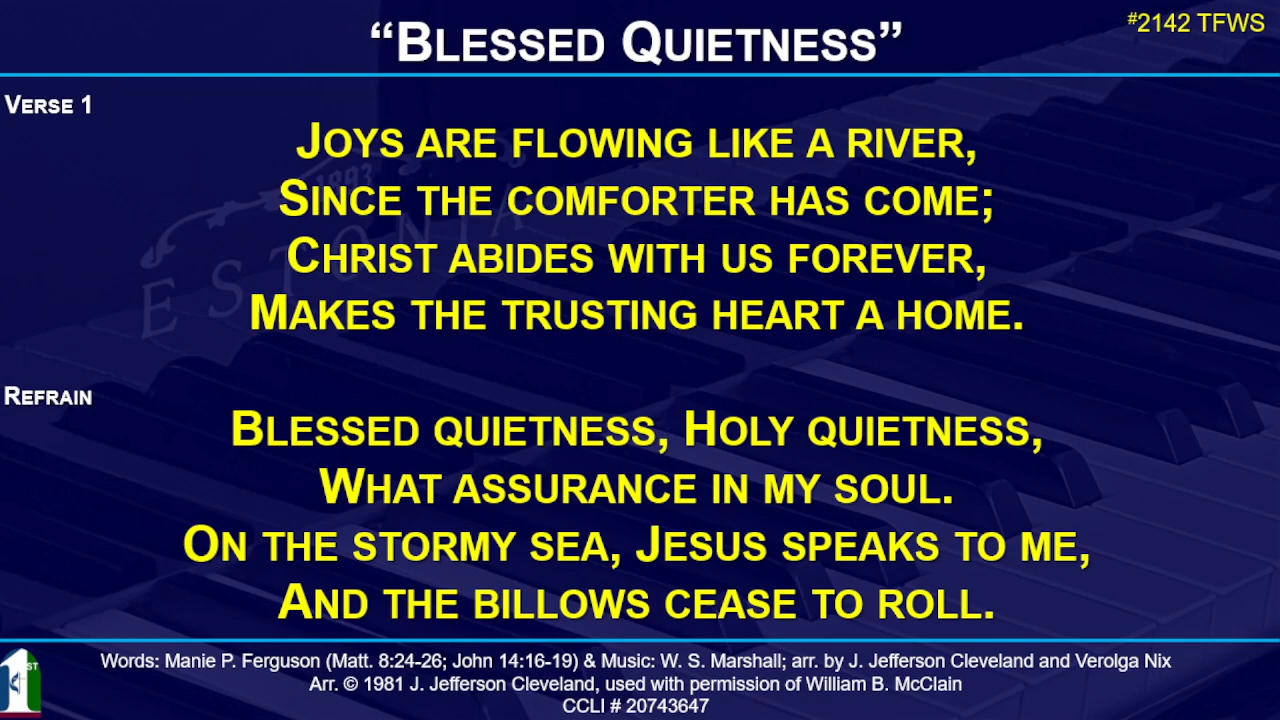 “Blessed Quietness”
#2142 TFWS
Verse 1
Joys are flowing like a river,
Since the comforter has come;
Christ abides with us forever,
Makes the trusting heart a home.
Refrain
Blessed quietness, Holy quietness,
What assurance in my soul.
On the stormy sea, Jesus speaks to me,
And the billows cease to roll.
1893
ESTONIA
1ST
Words: Manie P. Ferguson (Matt. 8:24-26; John 14:16-19) & Music: W. S. Marshall; arr. by J. Jefferson Cleveland and Verolga Nix
Arr. © 1981 J. Jefferson Cleveland, used with permission of William B. McClain
CCLI # 20743647